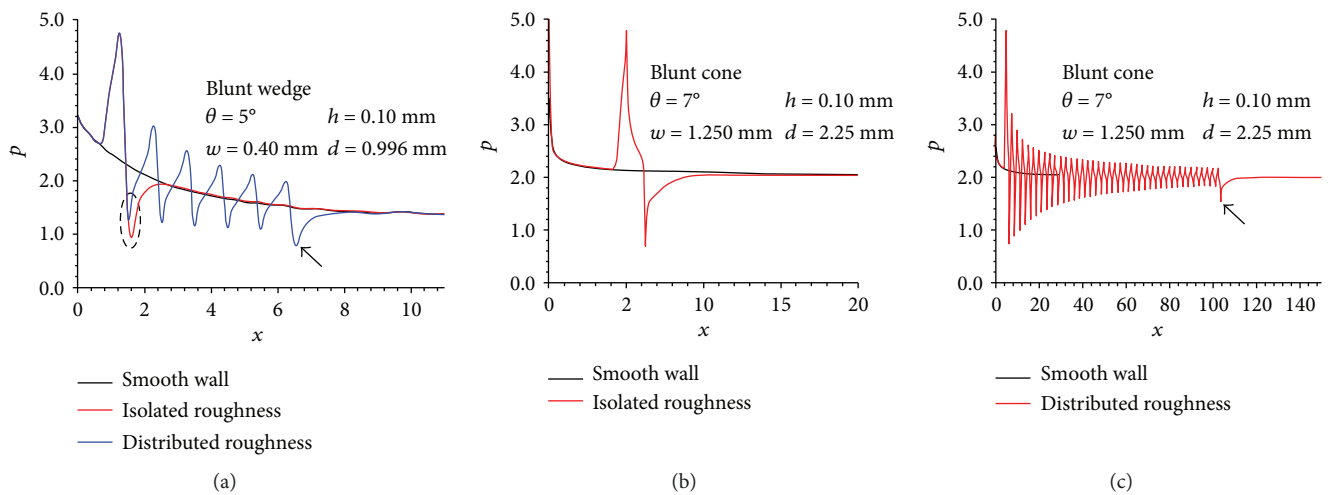 5.0
4.0
3.0
2.0
1.0
0.0
p
0 2 4 6 8 10
x
Blunt wedge
θ = 5° h = 0.10 mm
w = 0.40 mm d = 0.996 mm
Smooth wall
Isolated roughness
Distributed roughness
(a)
5.0
4.0
3.0
2.0
1.0
0.0
p
0 2 10 20
x
Blunt cone
θ = 7° h = 0.10 mm
w = 1.250 mm d = 2.25 mm
Smooth wall
Isolated roughness
(b)
5.0
4.0
3.0
2.0
1.0
0.0
p
0 20 40 60 80 100 120 140
x
Blunt cone
θ = 7° h = 0.10 mm
w = 1.250 mm d = 2.25 mm
Smooth wall
Distributed roughness
(c)